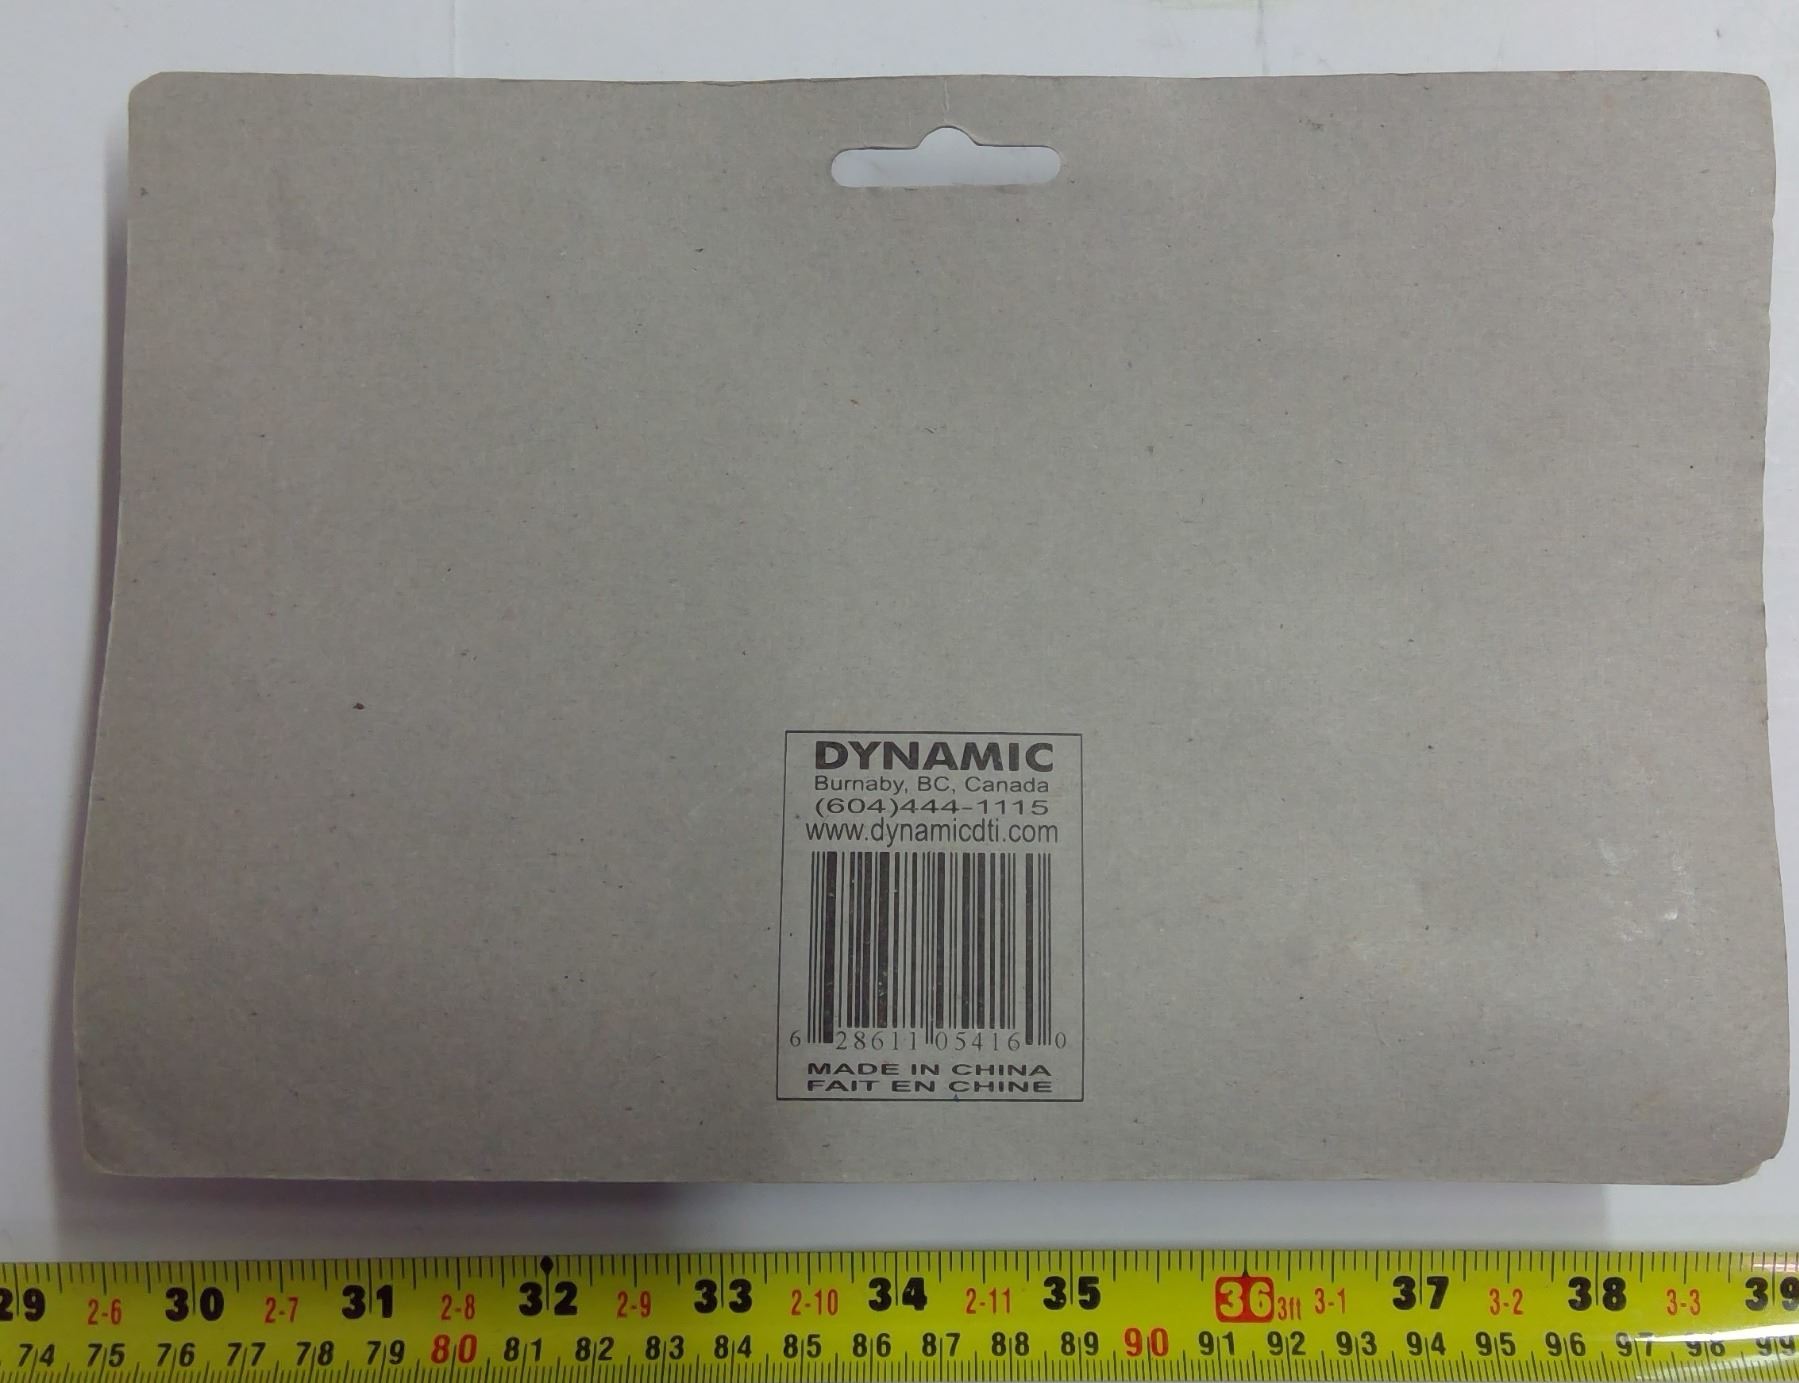 DYNAMIC
Burnaby, BC, Canada
(604)444-1115
www.dynamicdti.com
6 28611 05416 0
MADE IN CHINA
FAIT EN CHINE
29 2-6 30 2-7 31 2-8 32 2-9 33 2-10 34 2-11 35 36 3ft 3-1 37 3-2 38 3-3 39
74 75 76 77 78 79 80 81 82 83 84 85 86 87 88 89 90 91 92 93 94 95 96 97 98 99